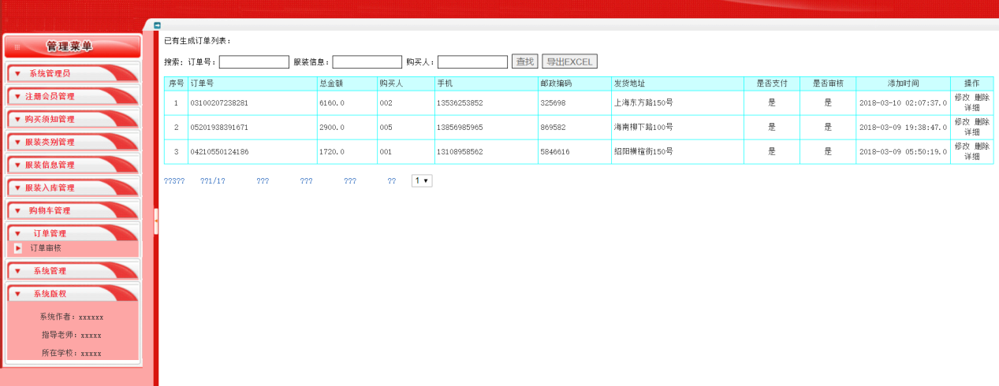 管理菜单
系统管理员
注册会员管理
购买须知管理
服装类别管理
服装信息管理
服装入库管理
购物车管理
订单管理
订单审核
系统管理
系统版权
系统作者：xxxxxx
指导老师：xxxxx
所在学校：xxxxx
已有生成订单列表：
搜索：订单号： 服装信息： 购买人： 查找 导出EXCEL
序号 订单号 总金额 购买人 手机 邮政编码 发货地址 是否支付 是否审核 添加时间 操作
1 03100207238281 6160.0 002 13536253852 325698 上海东方路150号 是 是 2018-03-10 02:07:37.0 修改 删除 详细
2 05201938391671 2900.0 005 13856985965 869582 海南柳下路100号 是 是 2018-03-09 19:38:47.0 修改 删除 详细
3 04210550124186 1720.0 001 13108958562 5846616 绍阳横檀街150号 是 是 2018-03-09 05:50:19.0 修改 删除 详细
??3?? ??1/1? ??? ??? ??? ?? 1